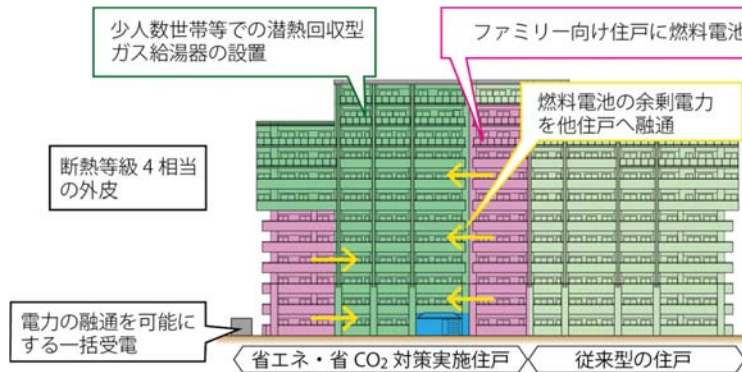 少人数世帯等での潜熱回収型
ガス給湯器の設置
ファミリー向け住戸に燃料電池
燃料電池の余剰電力
を他住戸へ融通
断熱等級4相当
の外皮
電力の融通を可能に
する一括受電
省エネ・省CO₂対策実施住戸
従来型の住戸